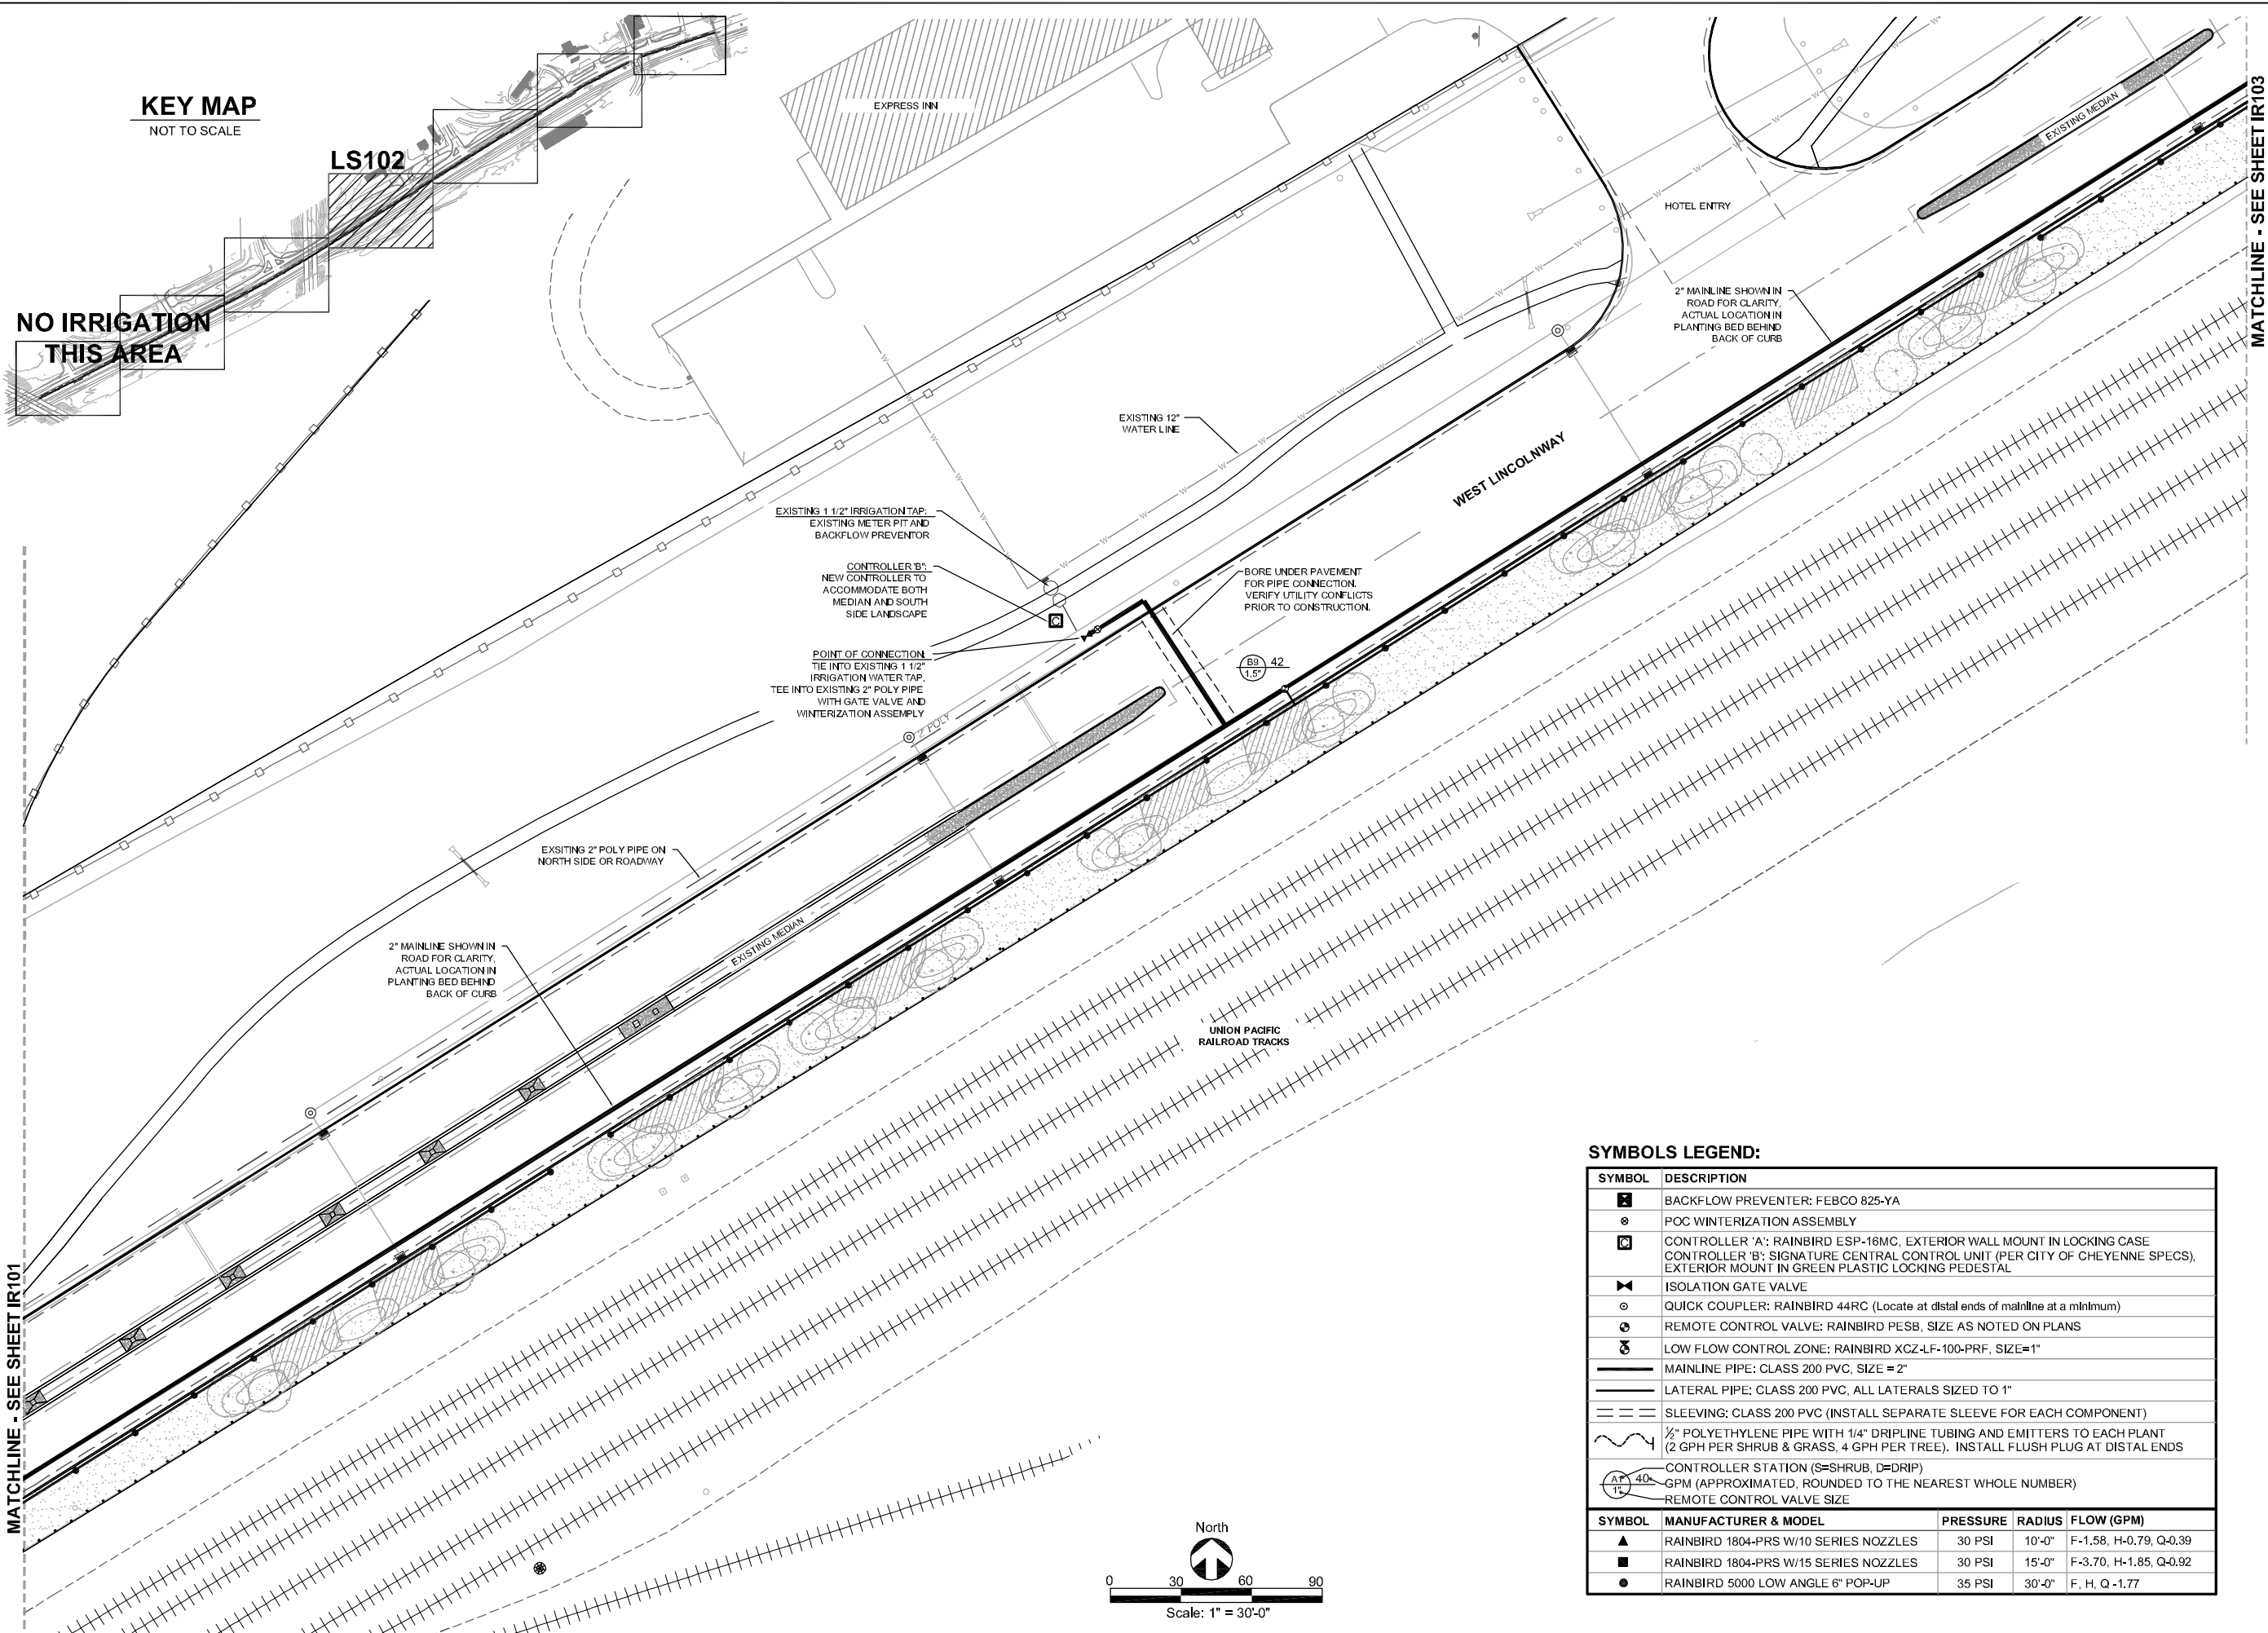 KEY MAP
NOT TO SCALE
LS102
NO IRRIGATION
THIS AREA
EXPRESS INN
HOTEL ENTRY
EXISTING MEDIAN
MATCHLINE - SEE SHEET IR103
2" MAINLINE SHOWN IN
ROAD FOR CLARITY,
ACTUAL LOCATION IN
PLANTING BED BEHIND
BACK OF CURB
EXISTING 12"
WATER LINE
WEST LINCOLNWAY
EXISTING 1 1/2" IRRIGATION TAP:
EXISTING METER PIT AND
BACKFLOW PREVENTOR
CONTROLLER 'B':
NEW CONTROLLER TO
ACCOMMODATE BOTH
MEDIAN AND SOUTH
SIDE LANDSCAPE
C
BORE UNDER PAVEMENT
FOR PIPE CONNECTION.
VERIFY UTILITY CONFLICTS
PRIOR TO CONSTRUCTION.
POINT OF CONNECTION:
TIE INTO EXISTING 1 1/2"
IRRIGATION WATER TAP.
TEE INTO EXISTING 2" POLY PIPE
WITH GATE VALVE AND
WINTERIZATION ASSEMBLY
B9 42
1.5"
2" POLY
EXSITING 2" POLY PIPE ON
NORTH SIDE OR ROADWAY
EXISTING MEDIAN
2" MAINLINE SHOWN IN
ROAD FOR CLARITY,
ACTUAL LOCATION IN
PLANTING BED BEHIND
BACK OF CURB
UNION PACIFIC
RAILROAD TRACKS
MATCHLINE - SEE SHEET IR101
North
0 30 60 90
Scale: 1" = 30'-0"
SYMBOLS LEGEND:
SYMBOL DESCRIPTION
BACKFLOW PREVENTER: FEBCO 825-YA
POC WINTERIZATION ASSEMBLY
C CONTROLLER 'A': RAINBIRD ESP-16MC, EXTERIOR WALL MOUNT IN LOCKING CASE
CONTROLLER 'B': SIGNATURE CENTRAL CONTROL UNIT (PER CITY OF CHEYENNE SPECS),
EXTERIOR MOUNT IN GREEN PLASTIC LOCKING PEDESTAL
ISOLATION GATE VALVE
QUICK COUPLER: RAINBIRD 44RC (Locate at distal ends of mainline at a minimum)
REMOTE CONTROL VALVE: RAINBIRD PESB, SIZE AS NOTED ON PLANS
LOW FLOW CONTROL ZONE: RAINBIRD XCZ-LF-100-PRF, SIZE=1"
MAINLINE PIPE: CLASS 200 PVC, SIZE = 2"
LATERAL PIPE: CLASS 200 PVC, ALL LATERALS SIZED TO 1"
SLEEVING: CLASS 200 PVC (INSTALL SEPARATE SLEEVE FOR EACH COMPONENT)
½" POLYETHYLENE PIPE WITH 1/4" DRIPLINE TUBING AND EMITTERS TO EACH PLANT
(2 GPH PER SHRUB & GRASS, 4 GPH PER TREE). INSTALL FLUSH PLUG AT DISTAL ENDS
CONTROLLER STATION (S=SHRUB, D=DRIP)
A1 40 GPM (APPROXIMATED, ROUNDED TO THE NEAREST WHOLE NUMBER)
1" REMOTE CONTROL VALVE SIZE
SYMBOL MANUFACTURER & MODEL PRESSURE RADIUS FLOW (GPM)
RAINBIRD 1804-PRS W/10 SERIES NOZZLES 30 PSI 10'-0" F-1.58, H-0.79, Q-0.39
RAINBIRD 1804-PRS W/15 SERIES NOZZLES 30 PSI 15'-0" F-3.70, H-1.85, Q-0.92
RAINBIRD 5000 LOW ANGLE 6" POP-UP 35 PSI 30'-0" F, H, Q -1.77